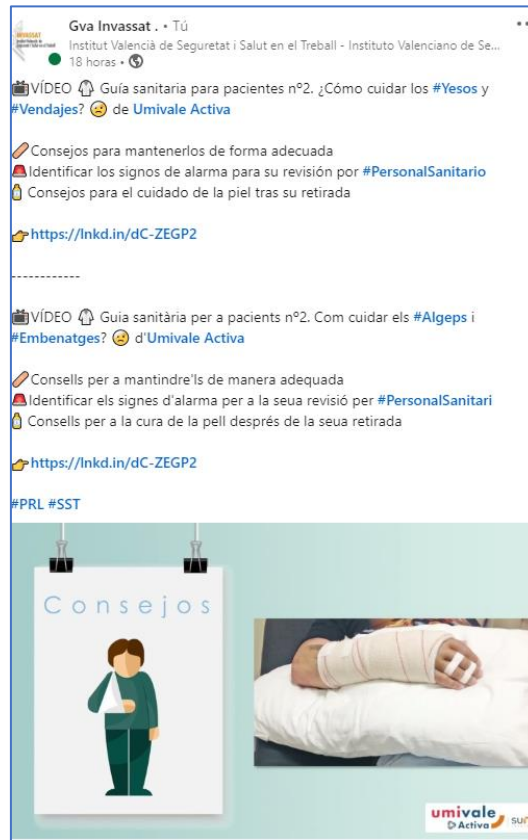 Gva Invassat . • Tú
Institut Valencià de Seguretat i Salut en el Treball - Instituto Valenciano de Se...
18 horas •
VÍDEO Guía sanitaria para pacientes nº2. ¿Cómo cuidar los #Yesos y
#Vendajes? de Umivale Activa
Consejos para mantenerlos de forma adecuada
Identificar los signos de alarma para su revisión por #PersonalSanitario
Consejos para el cuidado de la piel tras su retirada
https://lnkd.in/dC-ZEGP2
------------
VÍDEO Guia sanitària per a pacients nº2. Com cuidar els #Algeps i
#Embenatges? d'Umivale Activa
Consells per a mantindre'ls de manera adequada
Identificar els signes d'alarma per a la seua revisió per #PersonalSanitari
Consells per a la cura de la pell després de la seua retirada
https://lnkd.in/dC-ZEGP2
#PRL #SST
Consejos
umivale
Activa